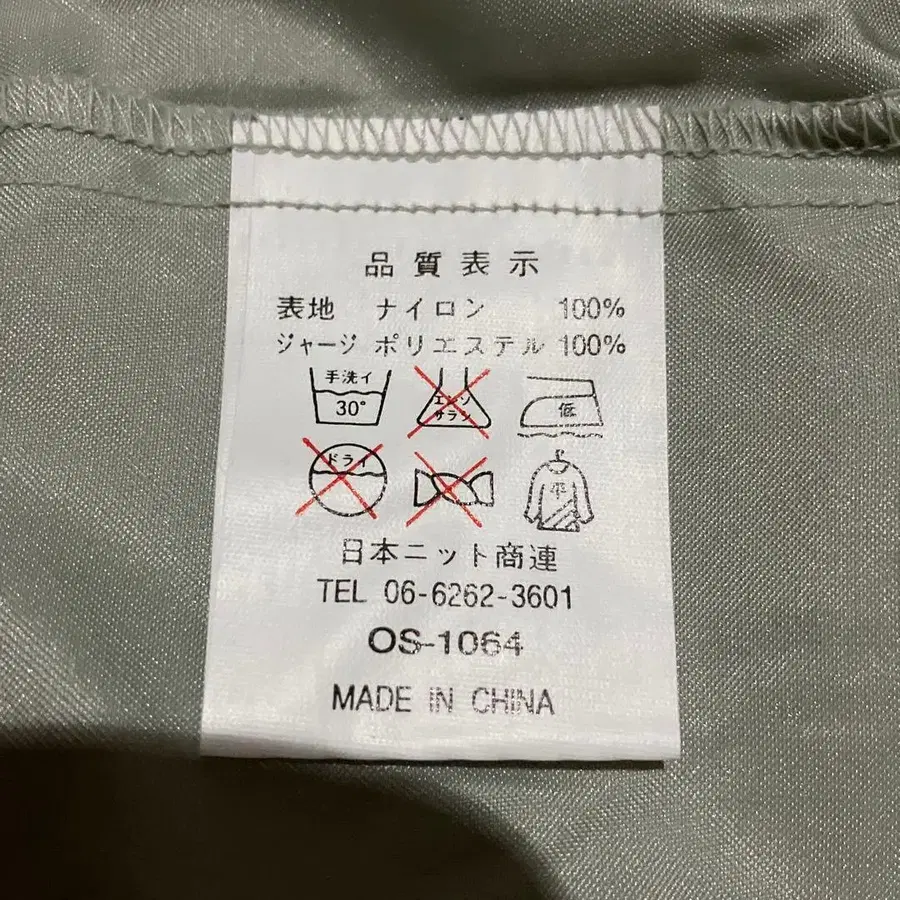 品質表示
表地 ナイロン 100%
ジャージ ポリエステル 100%
手洗イ
30°
エンソ
サラシ
低
ドライ
平
日本ニット商連
TEL 06-6262-3601
OS-1064
MADE IN CHINA